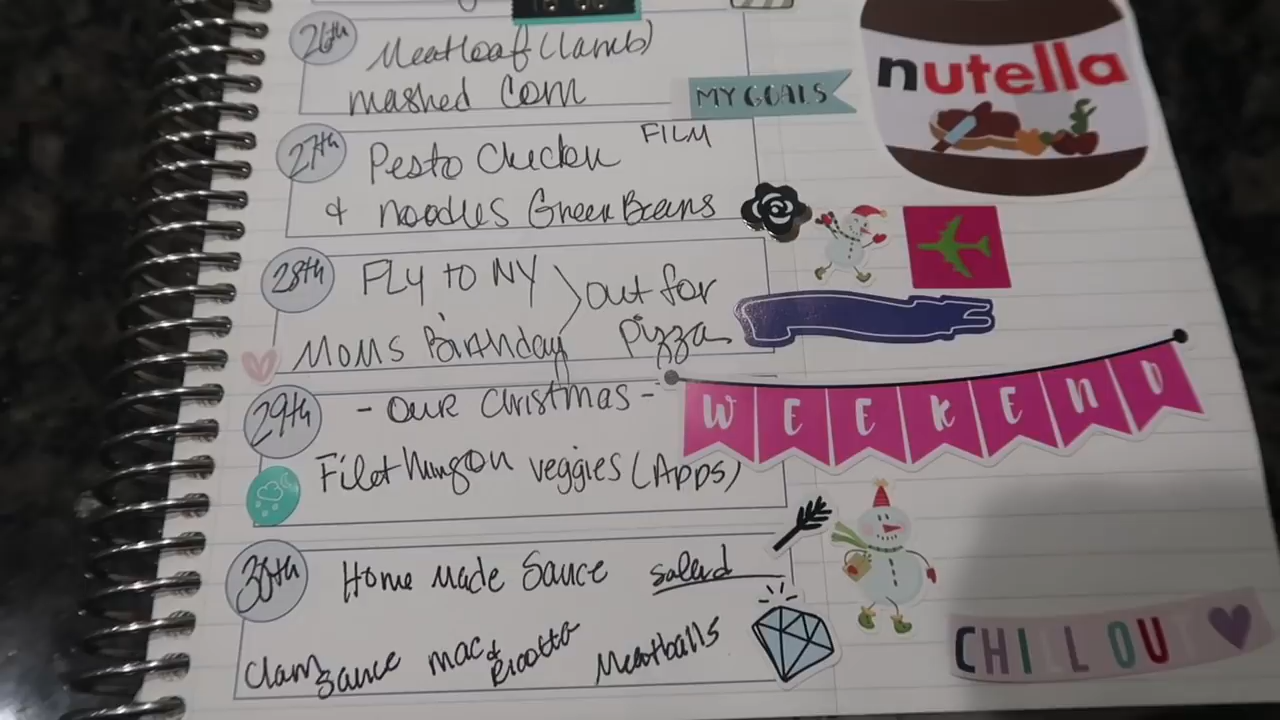 26th
Meatloaf (lamb)
mashed Corn
MY GOALS
nutella
27th
Pesto Chicken FILM
& noodles Green Beans
28th
FLY to NY
Moms Birthday
out for
pizza
29th
- Our Christmas -
WEEKEND
Filet Mingon veggies (Apps)
30th
Home made Sauce salad
Clam sauce mac & Ricotta Meatballs
CHILL OUT